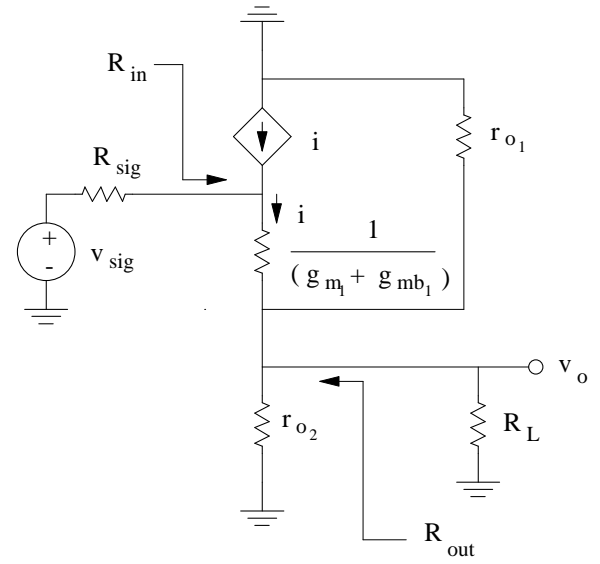 R in
i
r o1
R sig
i
+
-
v sig
1
( g m1 + g mb1 )
v o
r o2
R L
R out